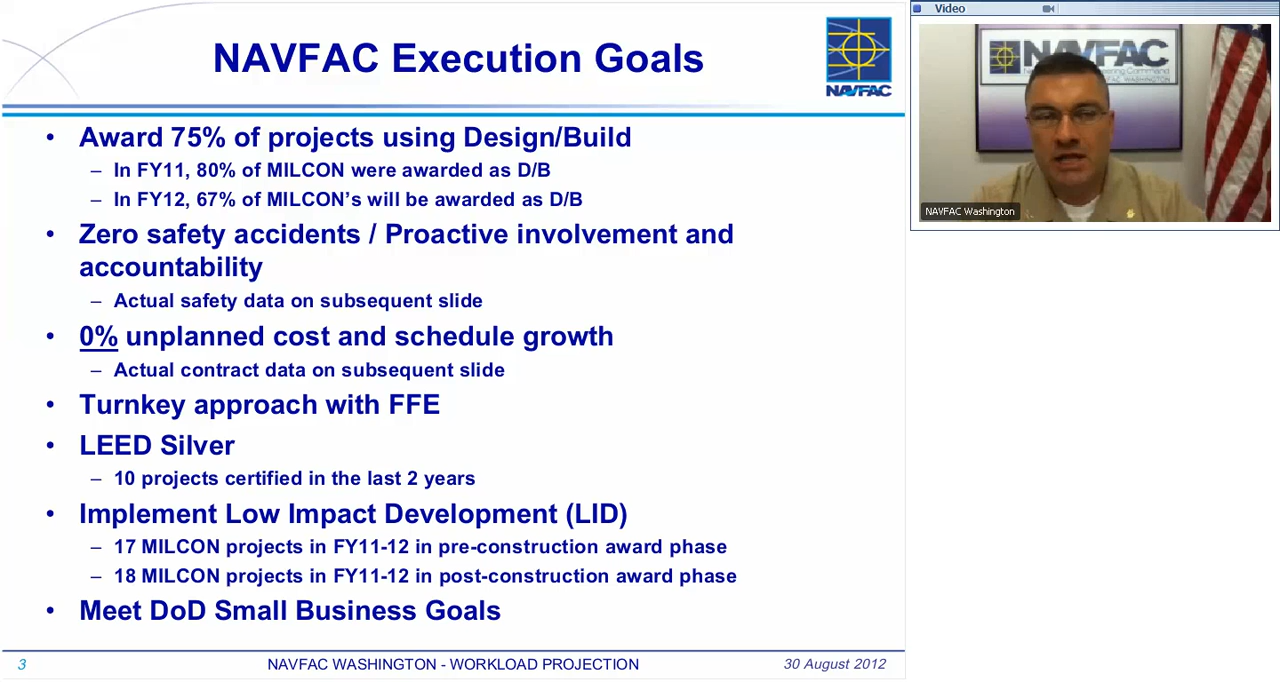 NAVFAC Execution Goals
NAVFAC
• Award 75% of projects using Design/Build
– In FY11, 80% of MILCON were awarded as D/B
– In FY12, 67% of MILCON's will be awarded as D/B
• Zero safety accidents / Proactive involvement and
accountability
– Actual safety data on subsequent slide
• 0% unplanned cost and schedule growth
– Actual contract data on subsequent slide
• Turnkey approach with FFE
• LEED Silver
– 10 projects certified in the last 2 years
• Implement Low Impact Development (LID)
– 17 MILCON projects in FY11-12 in pre-construction award phase
– 18 MILCON projects in FY11-12 in post-construction award phase
• Meet DoD Small Business Goals
3
NAVFAC WASHINGTON - WORKLOAD PROJECTION
30 August 2012
Video
NAVFAC
Engineering Command
WASHINGTON
NAVFAC Washington